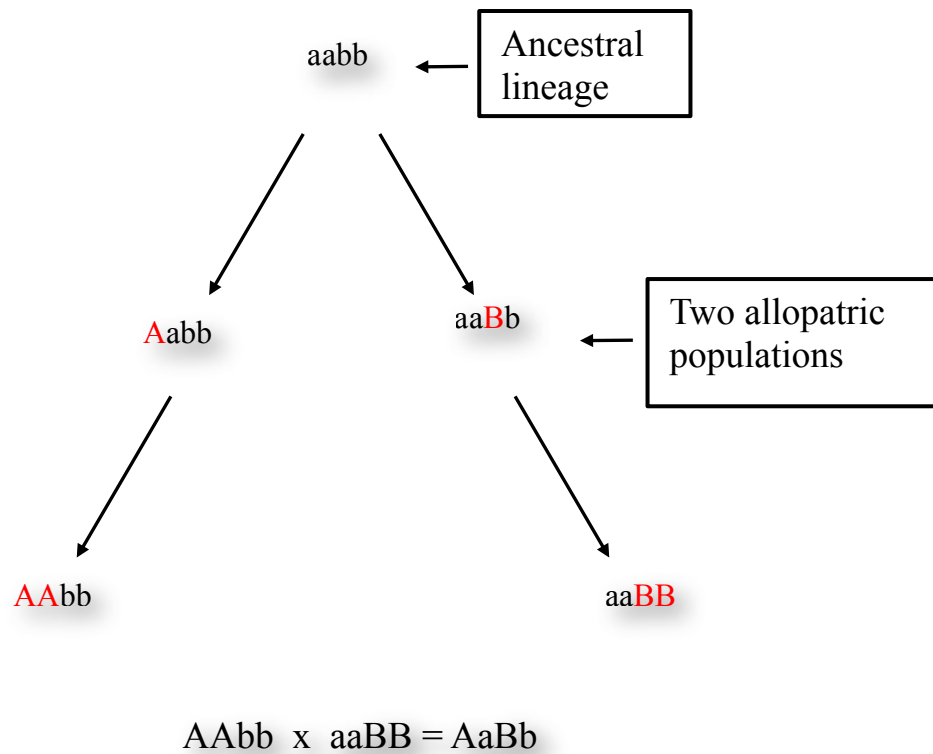 aabb
Ancestral
lineage
Aabb
aaBb
Two allopatric
populations
AAbb
aaBB
AAbb x aaBB = AaBb